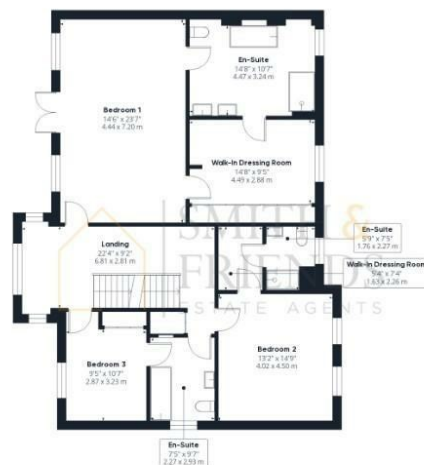 En-Suite
14'8" x 10'7"
4.47 x 3.24 m
Bedroom 1
14'6" x 23'7"
4.44 x 7.20 m
Walk-In Dressing Room
14'8" x 9'5"
4.49 x 2.88 m
SMITH &
FRIENDS
ESTATE AGENTS
En-Suite
5'9" x 7'5"
1.76 x 2.27 m
Landing
22'4" x 9'2"
6.81 x 2.81 m
Walk-In Dressing Room
5'4" x 7'4"
1.63 x 2.26 m
Bedroom 2
13'2" x 14'9"
4.02 x 4.50 m
Bedroom 3
9'5" x 10'7"
2.87 x 3.23 m
En-Suite
7'5" x 9'7"
2.27 x 2.93 m